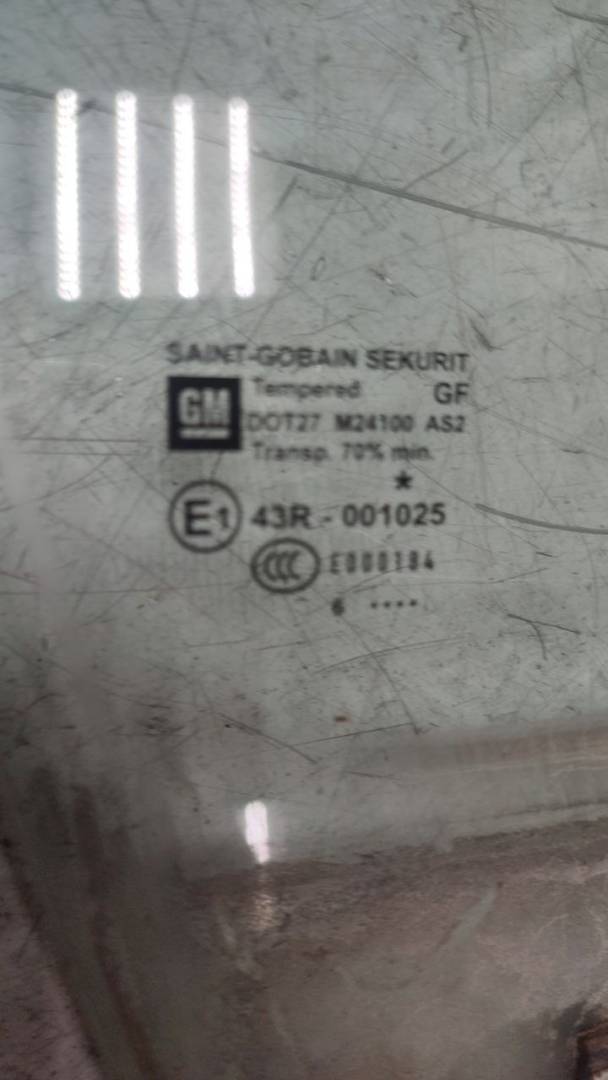 SAINT-GOBAIN SEKURIT
GM Tempered GF
DOT27 M24100 AS2
Transp. 70% min.
*
E1 43R - 001025
CCC E000184
6 ••••